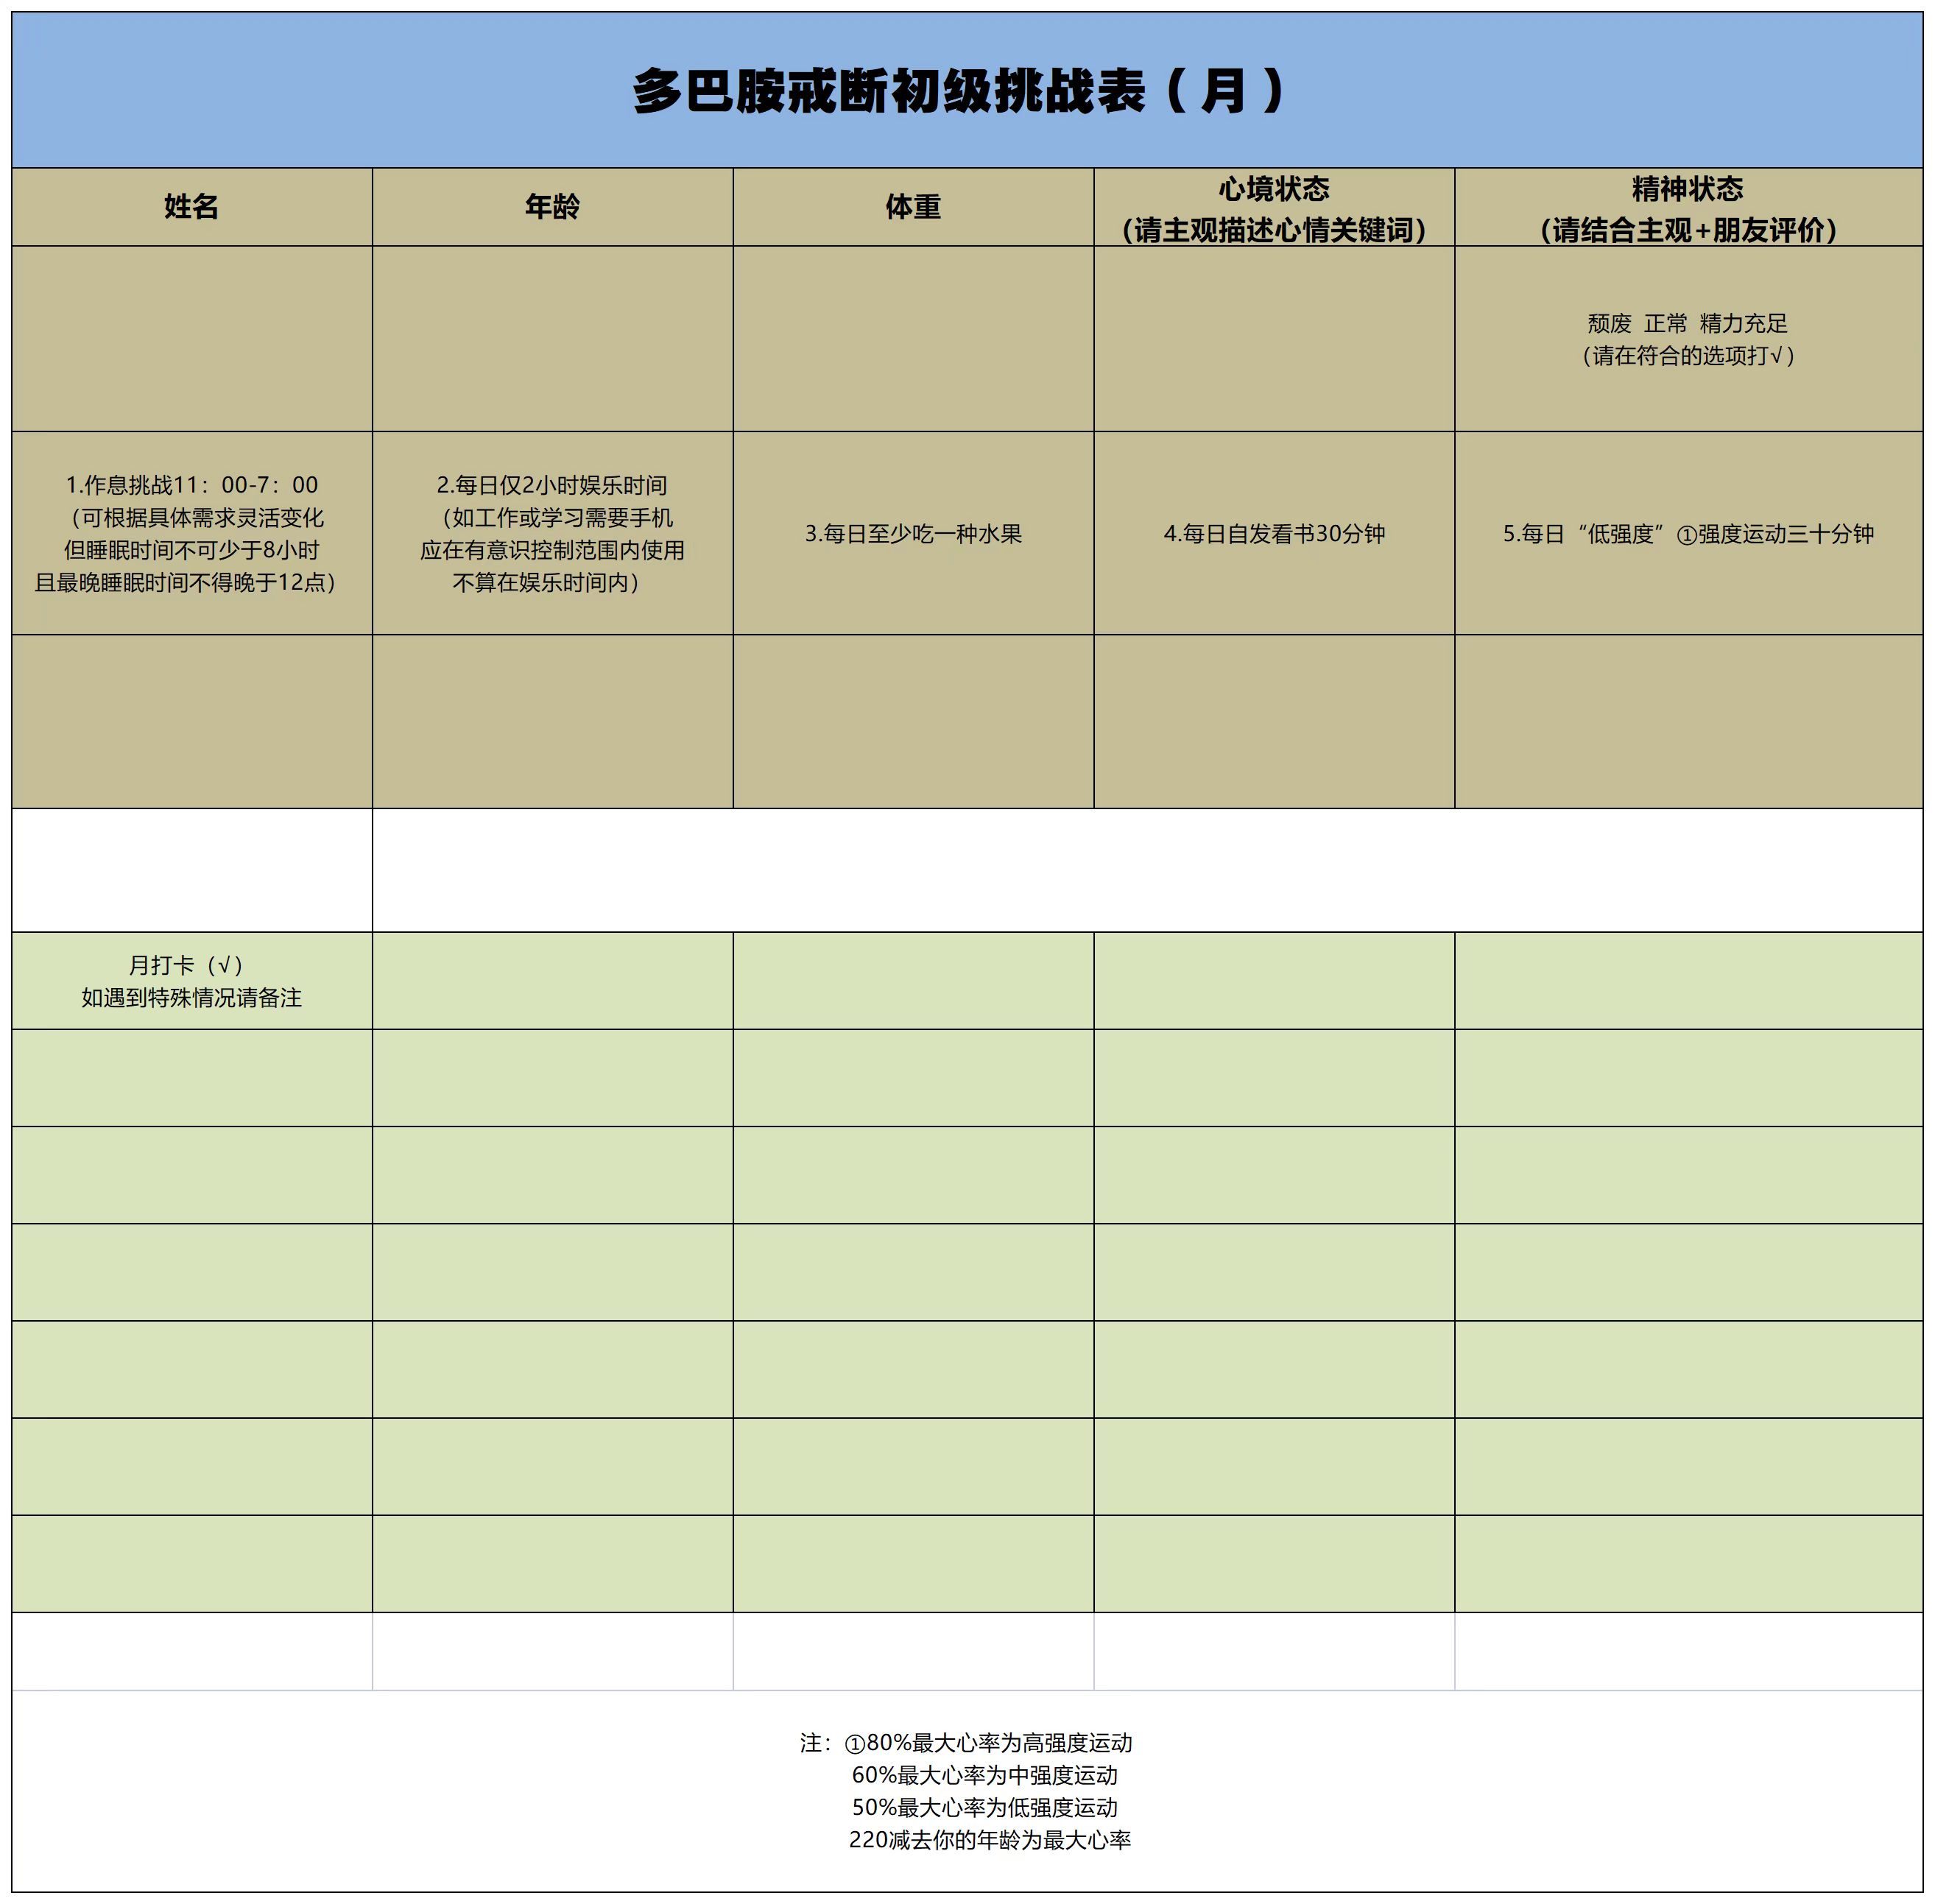 多巴胺戒断初级挑战表（月）
姓名
年龄
体重
心境状态
（请主观描述心情关键词）
精神状态
（请结合主观+朋友评价）
颓废 正常 精力充足
（请在符合的选项打√）
1.作息挑战11：00-7：00
（可根据具体需求灵活变化
但睡眠时间不可少于8小时
且最晚睡眠时间不得晚于12点）
2.每日仅2小时娱乐时间
（如工作或学习需要手机
应在有意识控制范围内使用
不算在娱乐时间内）
3.每日至少吃一种水果
4.每日自发看书30分钟
5.每日“低强度”①强度运动三十分钟
月打卡（√）
如遇到特殊情况请备注
注：①80%最大心率为高强度运动
60%最大心率为中强度运动
50%最大心率为低强度运动
220减去你的年龄为最大心率